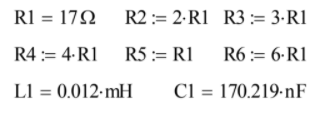 R1 = 17Ω R2 := 2·R1 R3 := 3·R1
R4 := 4·R1 R5 := R1 R6 := 6·R1
L1 = 0.012·mH C1 = 170.219·nF